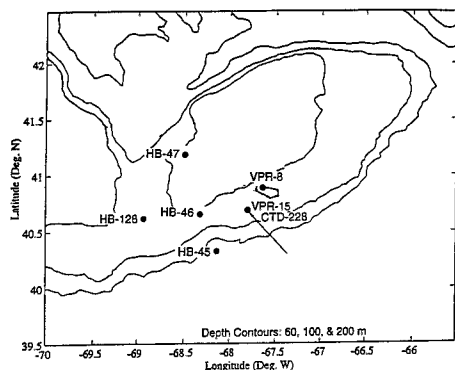 42
41.5
41
40.5
40
39.5
Latitude (Deg. N)
HB-47
VPR-8
HB-128
HB-46
VPR-15
CTD-228
HB-45
Depth Contours: 60, 100, & 200 m
-70
-69.5
-69
-68.5
-68
-67.5
-67
-66.5
-66
Longitude (Deg. W)